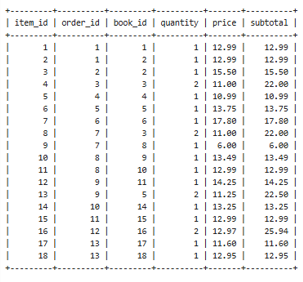 +---------+----------+---------+----------+-------+----------+
| item_id | order_id | book_id | quantity | price | subtotal |
+---------+----------+---------+----------+-------+----------+
| 1 | 1 | 1 | 1 | 12.99 | 12.99 |
| 2 | 1 | 2 | 1 | 12.99 | 12.99 |
| 3 | 2 | 2 | 1 | 15.50 | 15.50 |
| 4 | 3 | 3 | 2 | 11.00 | 22.00 |
| 5 | 4 | 4 | 1 | 10.99 | 10.99 |
| 6 | 5 | 5 | 1 | 13.75 | 13.75 |
| 7 | 6 | 6 | 1 | 17.80 | 17.80 |
| 8 | 7 | 3 | 2 | 11.00 | 22.00 |
| 9 | 7 | 8 | 1 | 6.00 | 6.00 |
| 10 | 8 | 9 | 1 | 13.49 | 13.49 |
| 11 | 8 | 10 | 1 | 12.99 | 12.99 |
| 12 | 9 | 11 | 1 | 14.25 | 14.25 |
| 13 | 9 | 5 | 2 | 11.25 | 22.50 |
| 14 | 10 | 14 | 1 | 13.25 | 13.25 |
| 15 | 11 | 15 | 1 | 12.99 | 12.99 |
| 16 | 12 | 16 | 2 | 12.97 | 25.94 |
| 17 | 13 | 17 | 1 | 11.60 | 11.60 |
| 18 | 13 | 18 | 1 | 12.95 | 12.95 |
+---------+----------+---------+----------+-------+----------+